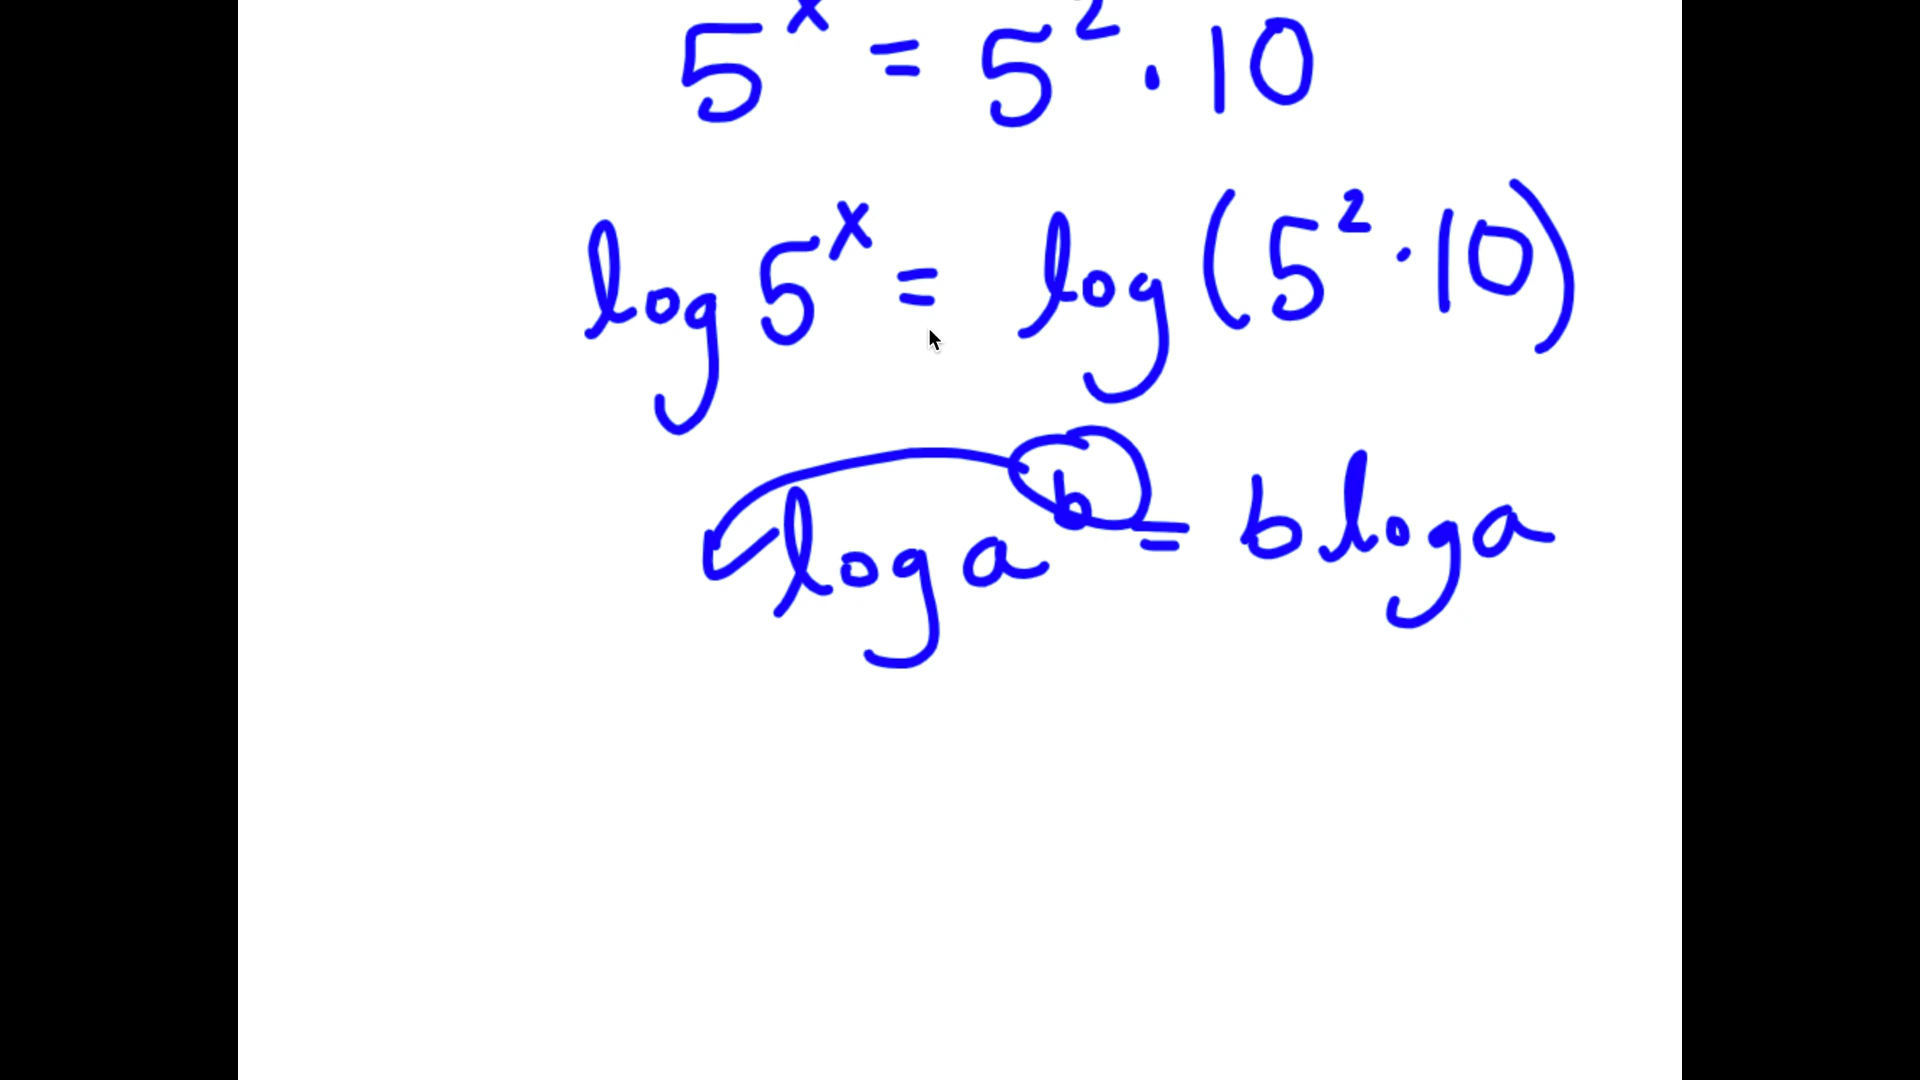 5^x = 5^2 · 10
log 5^x = log (5^2 · 10)
log a^b = b log a